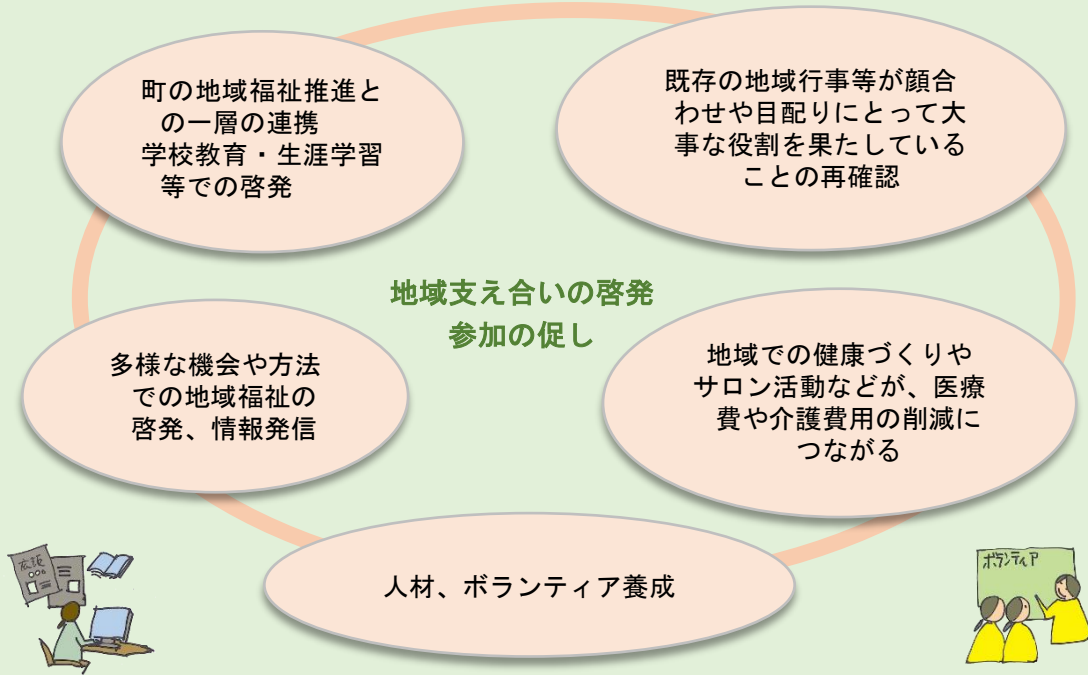 町の地域福祉推進と
の一層の連携
学校教育・生涯学習
等での啓発
既存の地域行事等が顔合
わせや目配りにとって大
事な役割を果たしている
ことの再確認
地域支え合いの啓発
参加の促し
多様な機会や方法
での地域福祉の
啓発、情報発信
地域での健康づくりや
サロン活動などが、医療
費や介護費用の削減に
つながる
人材、ボランティア養成
広報
ボランティア